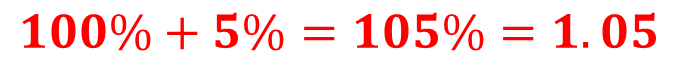 100% + 5% = 105% = 1.05